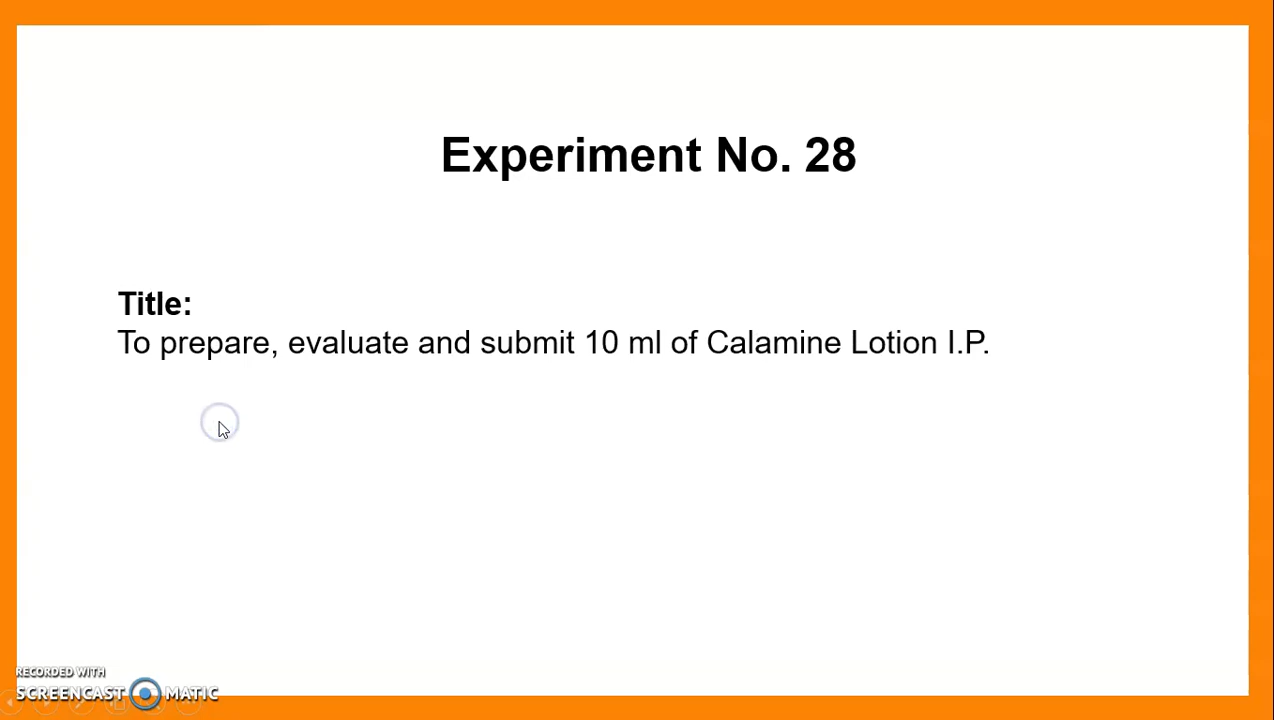 Experiment No. 28
Title:
To prepare, evaluate and submit 10 ml of Calamine Lotion I.P.
RECORDED WITH
SCREENCAST MATIC